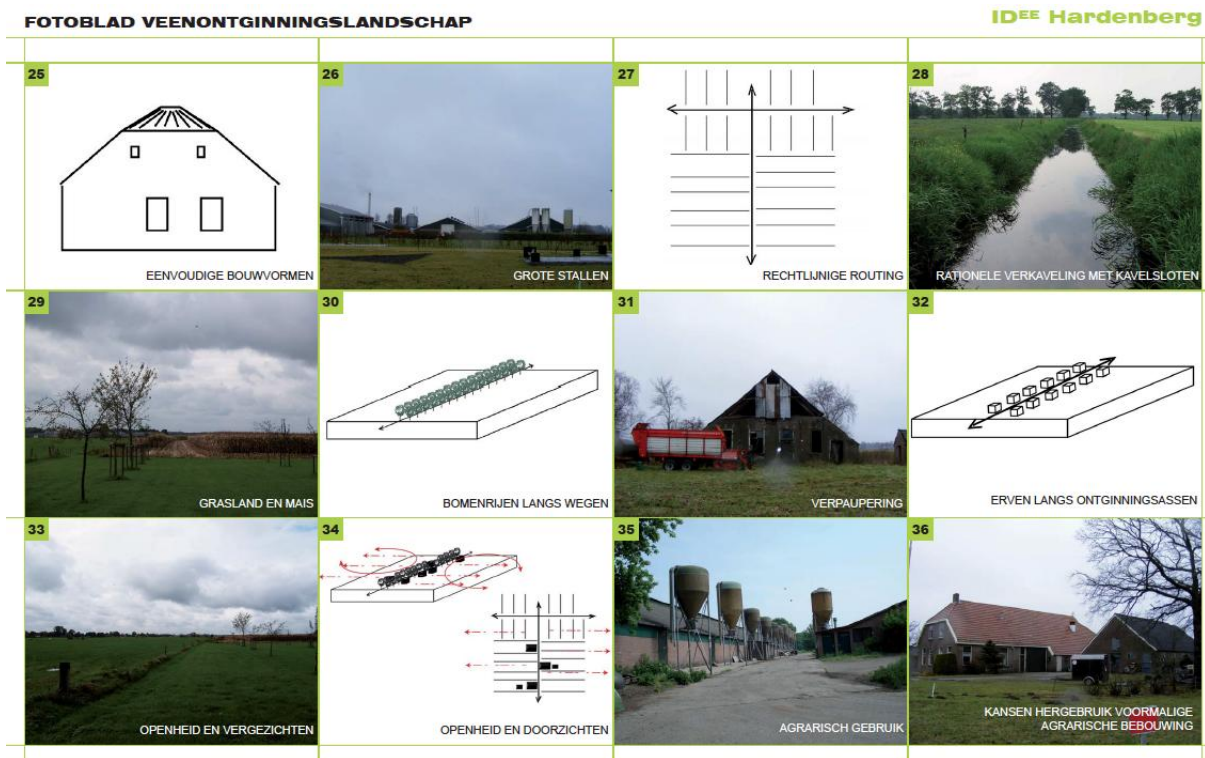 FOTOBLAD VEENONTGINNINGSLANDSCHAP
IDEE Hardenberg
25
EENVOUDIGE BOUWVORMEN
26
GROTE STALLEN
27
RECHTLIJNIGE ROUTING
28
RATIONELE VERKAVELING MET KAVELSLOTEN
29
GRASLAND EN MAIS
30
BOMENRIJEN LANGS WEGEN
31
VERPAUPERING
32
ERVEN LANGS ONTGINNINGSASSEN
33
OPENHEID EN VERGEZICHTEN
34
OPENHEID EN DOORZICHTEN
35
AGRARISCH GEBRUIK
36
KANSEN HERGEBRUIK VOORMALIGE
AGRARISCHE BEBOUWING